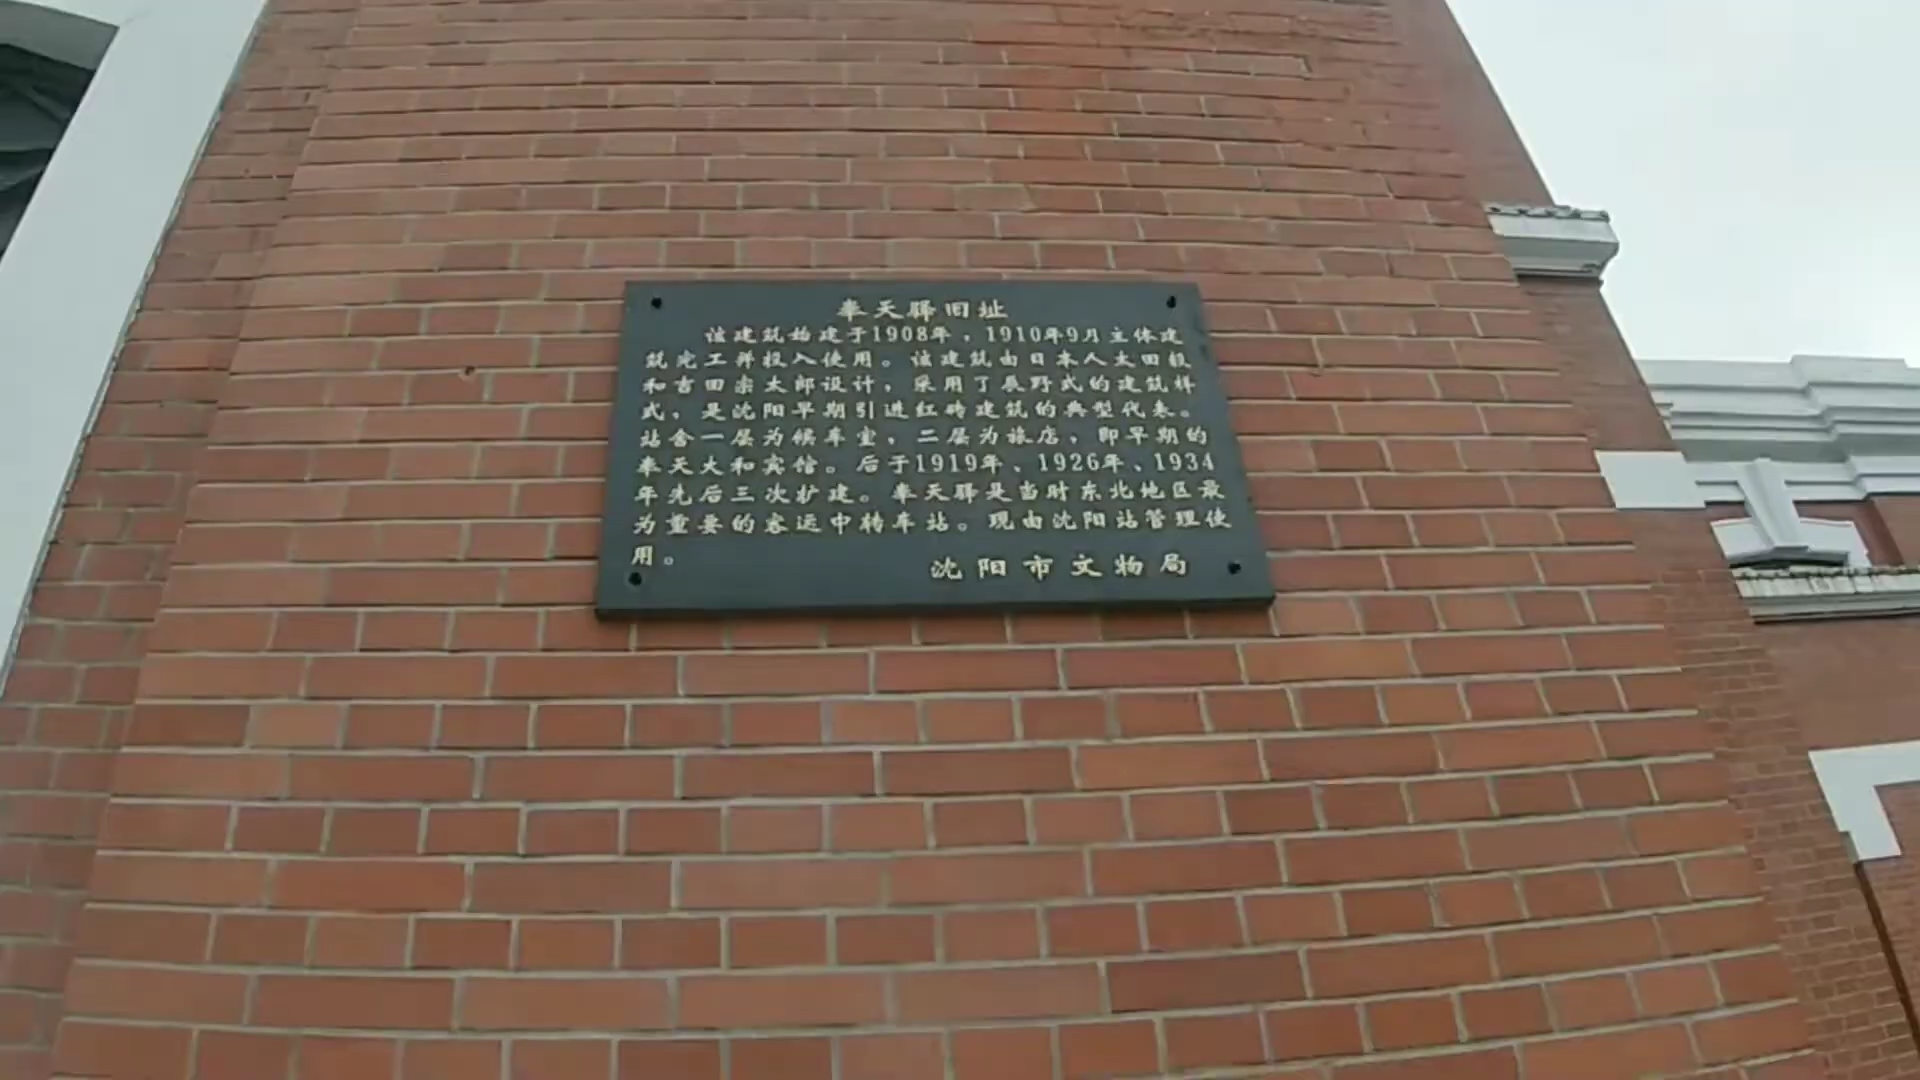 奉天驿旧址
该建筑始建于1908年，1910年9月主体建
筑完工并投入使用。该建筑由日本人太田毅
和吉田宗太郎设计，采用了辰野式的建筑样
式，是沈阳早期引进红砖建筑的典型代表。
站舍一层为候车室，二层为旅店，即早期的
奉天大和宾馆。后于1919年、1926年、1934
年先后三次扩建。奉天驿是当时东北地区最
为重要的客运中转车站。现由沈阳站管理使
用。
沈阳市文物局